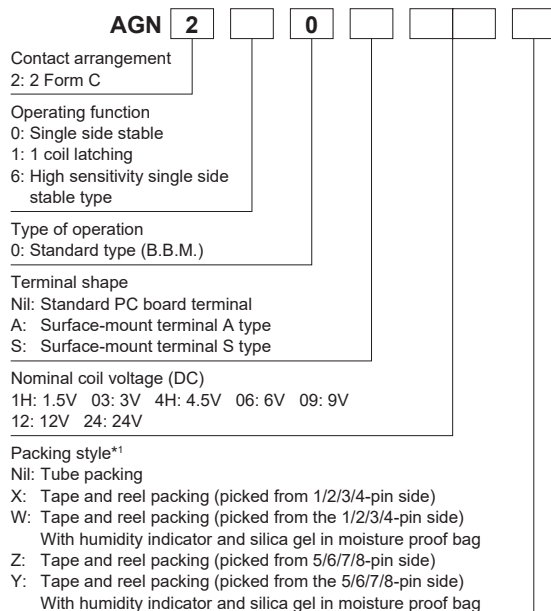 AGN 2 0
Contact arrangement
2: 2 Form C
Operating function
0: Single side stable
1: 1 coil latching
6: High sensitivity single side
stable type
Type of operation
0: Standard type (B.B.M.)
Terminal shape
Nil: Standard PC board terminal
A: Surface-mount terminal A type
S: Surface-mount terminal S type
Nominal coil voltage (DC)
1H: 1.5V 03: 3V 4H: 4.5V 06: 6V 09: 9V
12: 12V 24: 24V
Packing style*1
Nil: Tube packing
X: Tape and reel packing (picked from 1/2/3/4-pin side)
W: Tape and reel packing (picked from the 1/2/3/4-pin side)
With humidity indicator and silica gel in moisture proof bag
Z: Tape and reel packing (picked from 5/6/7/8-pin side)
Y: Tape and reel packing (picked from the 5/6/7/8-pin side)
With humidity indicator and silica gel in moisture proof bag